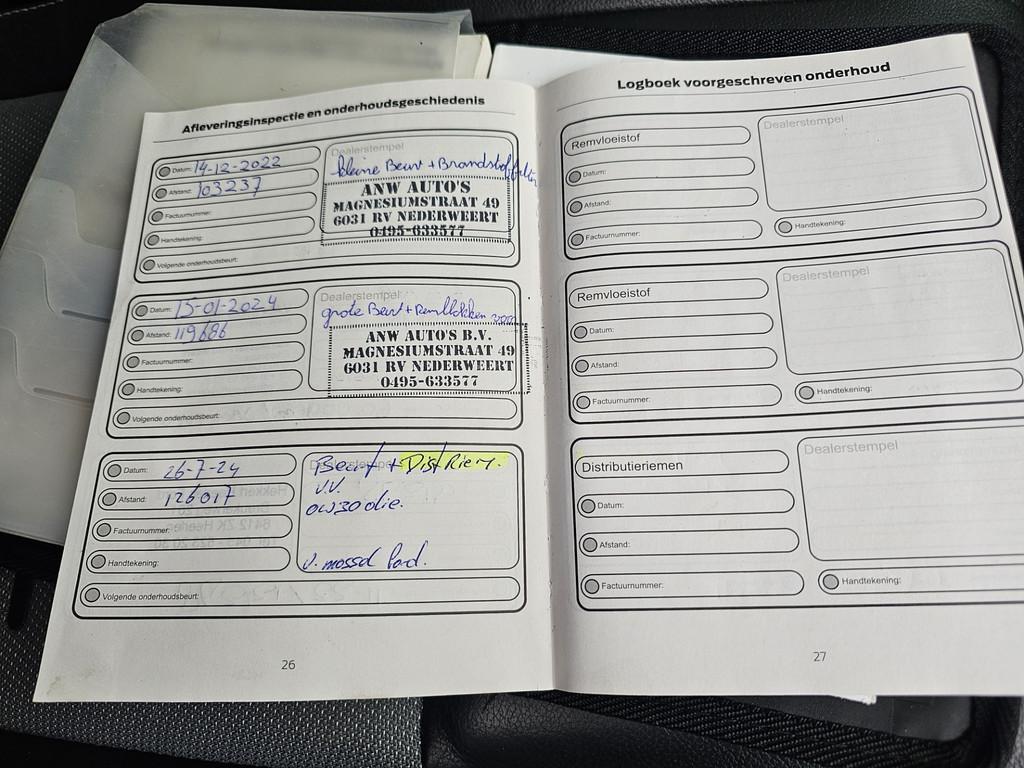 Afleveringsinspectie en onderhoudsgeschiedenis
Datum: 14-12-2022
Afstand: 103237
Factuurnummer:
Handtekening:
Volgende onderhoudsbeurt:
Dealerstempel
kleine Beurt + Brandstoffilter
ANW AUTO'S
MAGNESIUMSTRAAT 49
6031 RV NEDERWEERT
0495-633577
Datum: 15-01-2024
Afstand: 119686
Factuurnummer:
Handtekening:
Volgende onderhoudsbeurt:
Dealerstempel
grote Beurt + Remblokken
ANW AUTO'S B.V.
MAGNESIUMSTRAAT 49
6031 RV NEDERWEERT
0495-633577
Datum: 26-7-24
Afstand: 126017
Factuurnummer:
Handtekening:
Volgende onderhoudsbeurt:
Beurt + Dist Riem.
V.V.
0W30 olie.
26
Logboek voorgeschreven onderhoud
Remvloeistof
Datum:
Afstand:
Factuurnummer:
Dealerstempel
Handtekening:
Remvloeistof
Datum:
Afstand:
Factuurnummer:
Dealerstempel
Handtekening:
Distributieriemen
Datum:
Afstand:
Factuurnummer:
Dealerstempel
Handtekening:
27